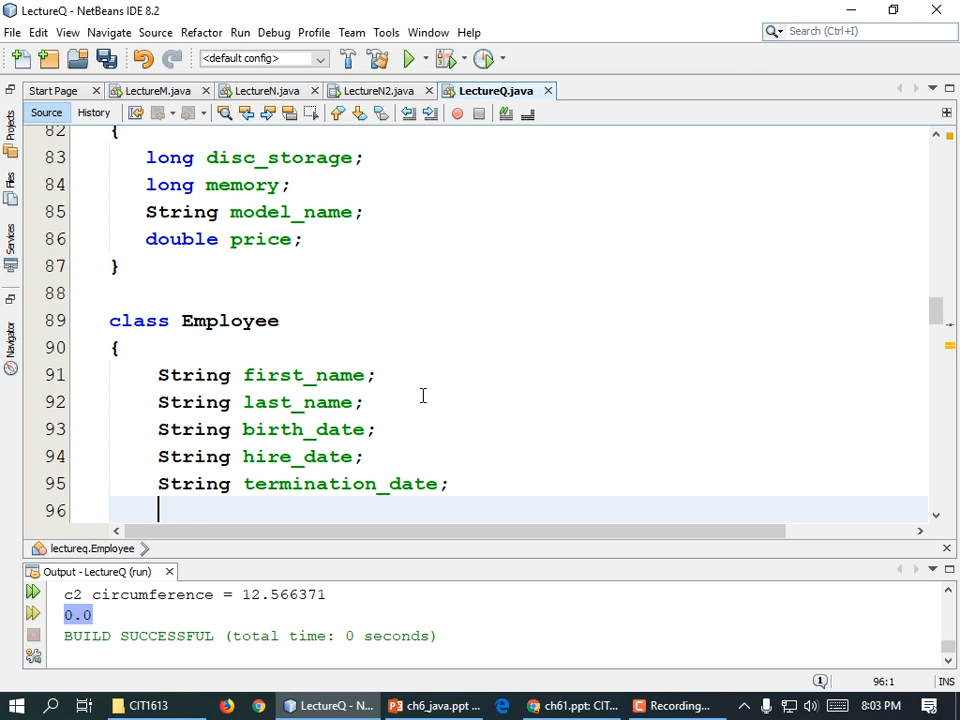 LectureQ - NetBeans IDE 8.2
File Edit View Navigate Source Refactor Run Debug Profile Team Tools Window Help
Search (Ctrl+I)
<default config>
Start Page LectureM.java LectureN.java LectureN2.java LectureQ.java
Source History
82 {
83 long disc_storage;
84 long memory;
85 String model_name;
86 double price;
87 }
88
89 class Employee
90 {
91 String first_name;
92 String last_name;
93 String birth_date;
94 String hire_date;
95 String termination_date;
96
Projects
Files
Services
Navigator
lectureq.Employee
Output - LectureQ (run)
c2 circumference = 12.566371
0.0
BUILD SUCCESSFUL (total time: 0 seconds)
1 96:1 INS
CIT1613 LectureQ - N... ch6_java.ppt ... ch61.ppt: CIT... Recording... 8:03 PM